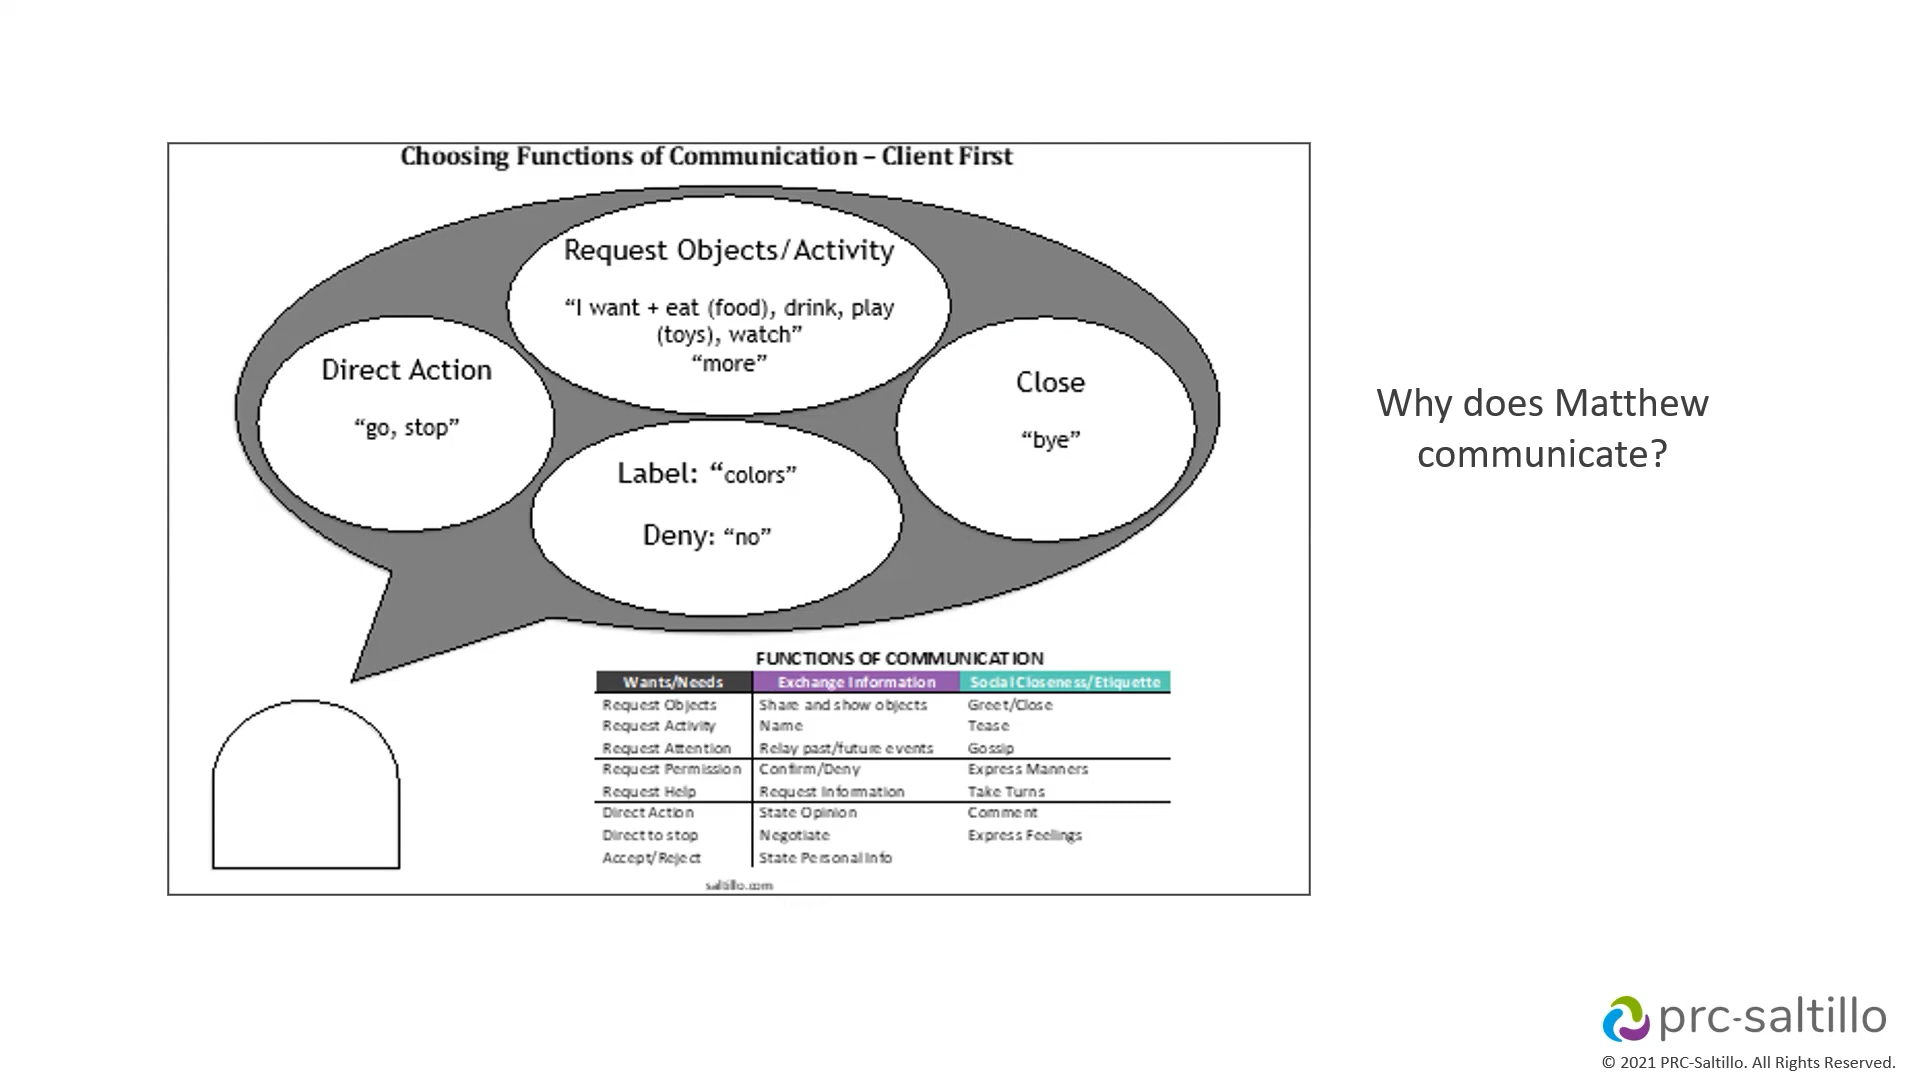 Choosing Functions of Communication – Client First
Request Objects/Activity
“I want + eat (food), drink, play
(toys), watch”
“more”
Direct Action
“go, stop”
Close
“bye”
Label: “colors”
Deny: “no”
Why does Matthew
communicate?
FUNCTIONS OF COMMUNICATION
Wants/Needs Exchange Information Social Closeness/Etiquette
Request Objects Share and show objects Greet/Close
Request Activity Name Tease
Request Attention Relay past/future events Gossip
Request Permission Confirm/Deny Express Manners
Request Help Request Information Take Turns
Direct Action State Opinion Comment
Direct to stop Negotiate Express Feelings
Accept/Reject State Personal Info
saltillo.com
prc-saltillo
© 2021 PRC-Saltillo. All Rights Reserved.